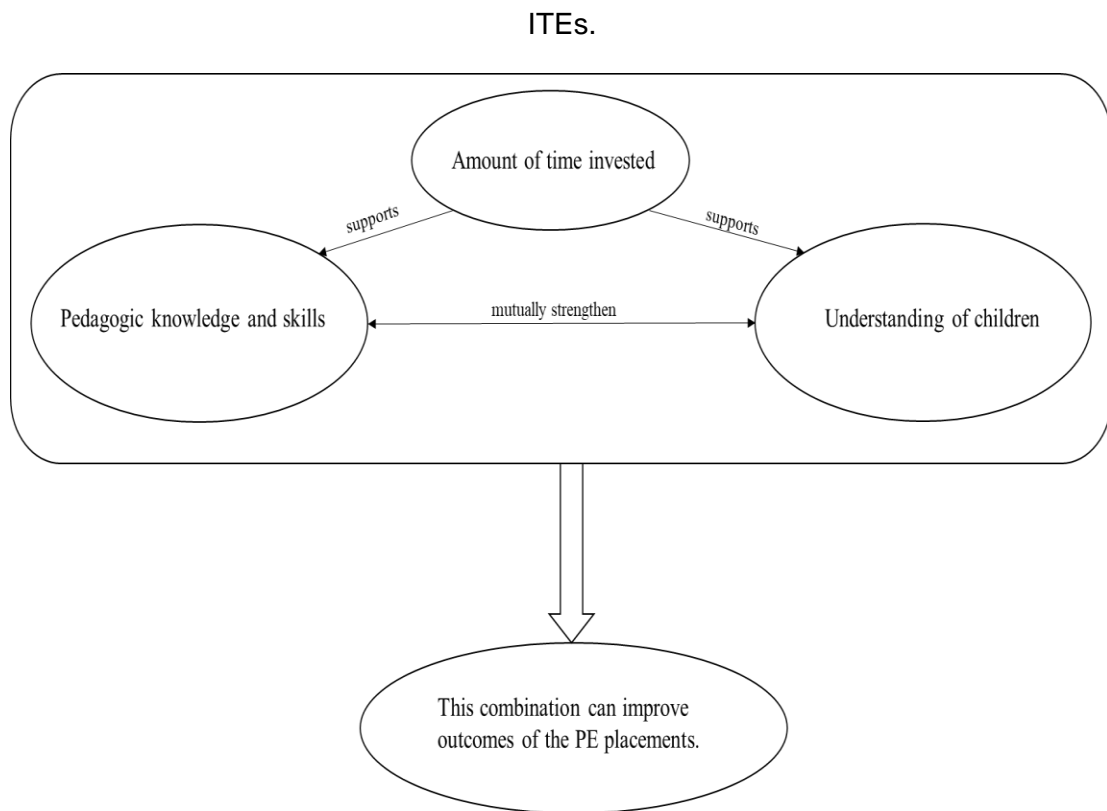 ITEs.
Amount of time invested
supports
supports
Pedagogic knowledge and skills
mutually strengthen
Understanding of children
This combination can improve
outcomes of the PE placements.